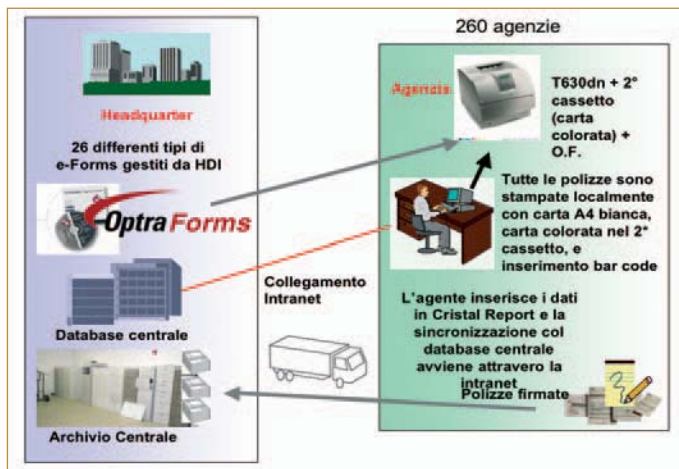 260 agenzie
Headquarter
26 differenti tipi di
e-Forms gestiti da HDI
OptraForms
Database centrale
Archivio Centrale
Collegamento
Intranet
Agenzia
T630dn + 2°
cassetto
(carta
colorata) +
O.F.
Tutte le polizze sono
stampate localmente
con carta A4 bianca,
carta colorata nel 2°
cassetto, e
inserimento bar code
L'agente inserisce i dati
in Cristal Report e la
sincronizzazione col
database centrale
avviene attravero la
intranet
Polizze firmate